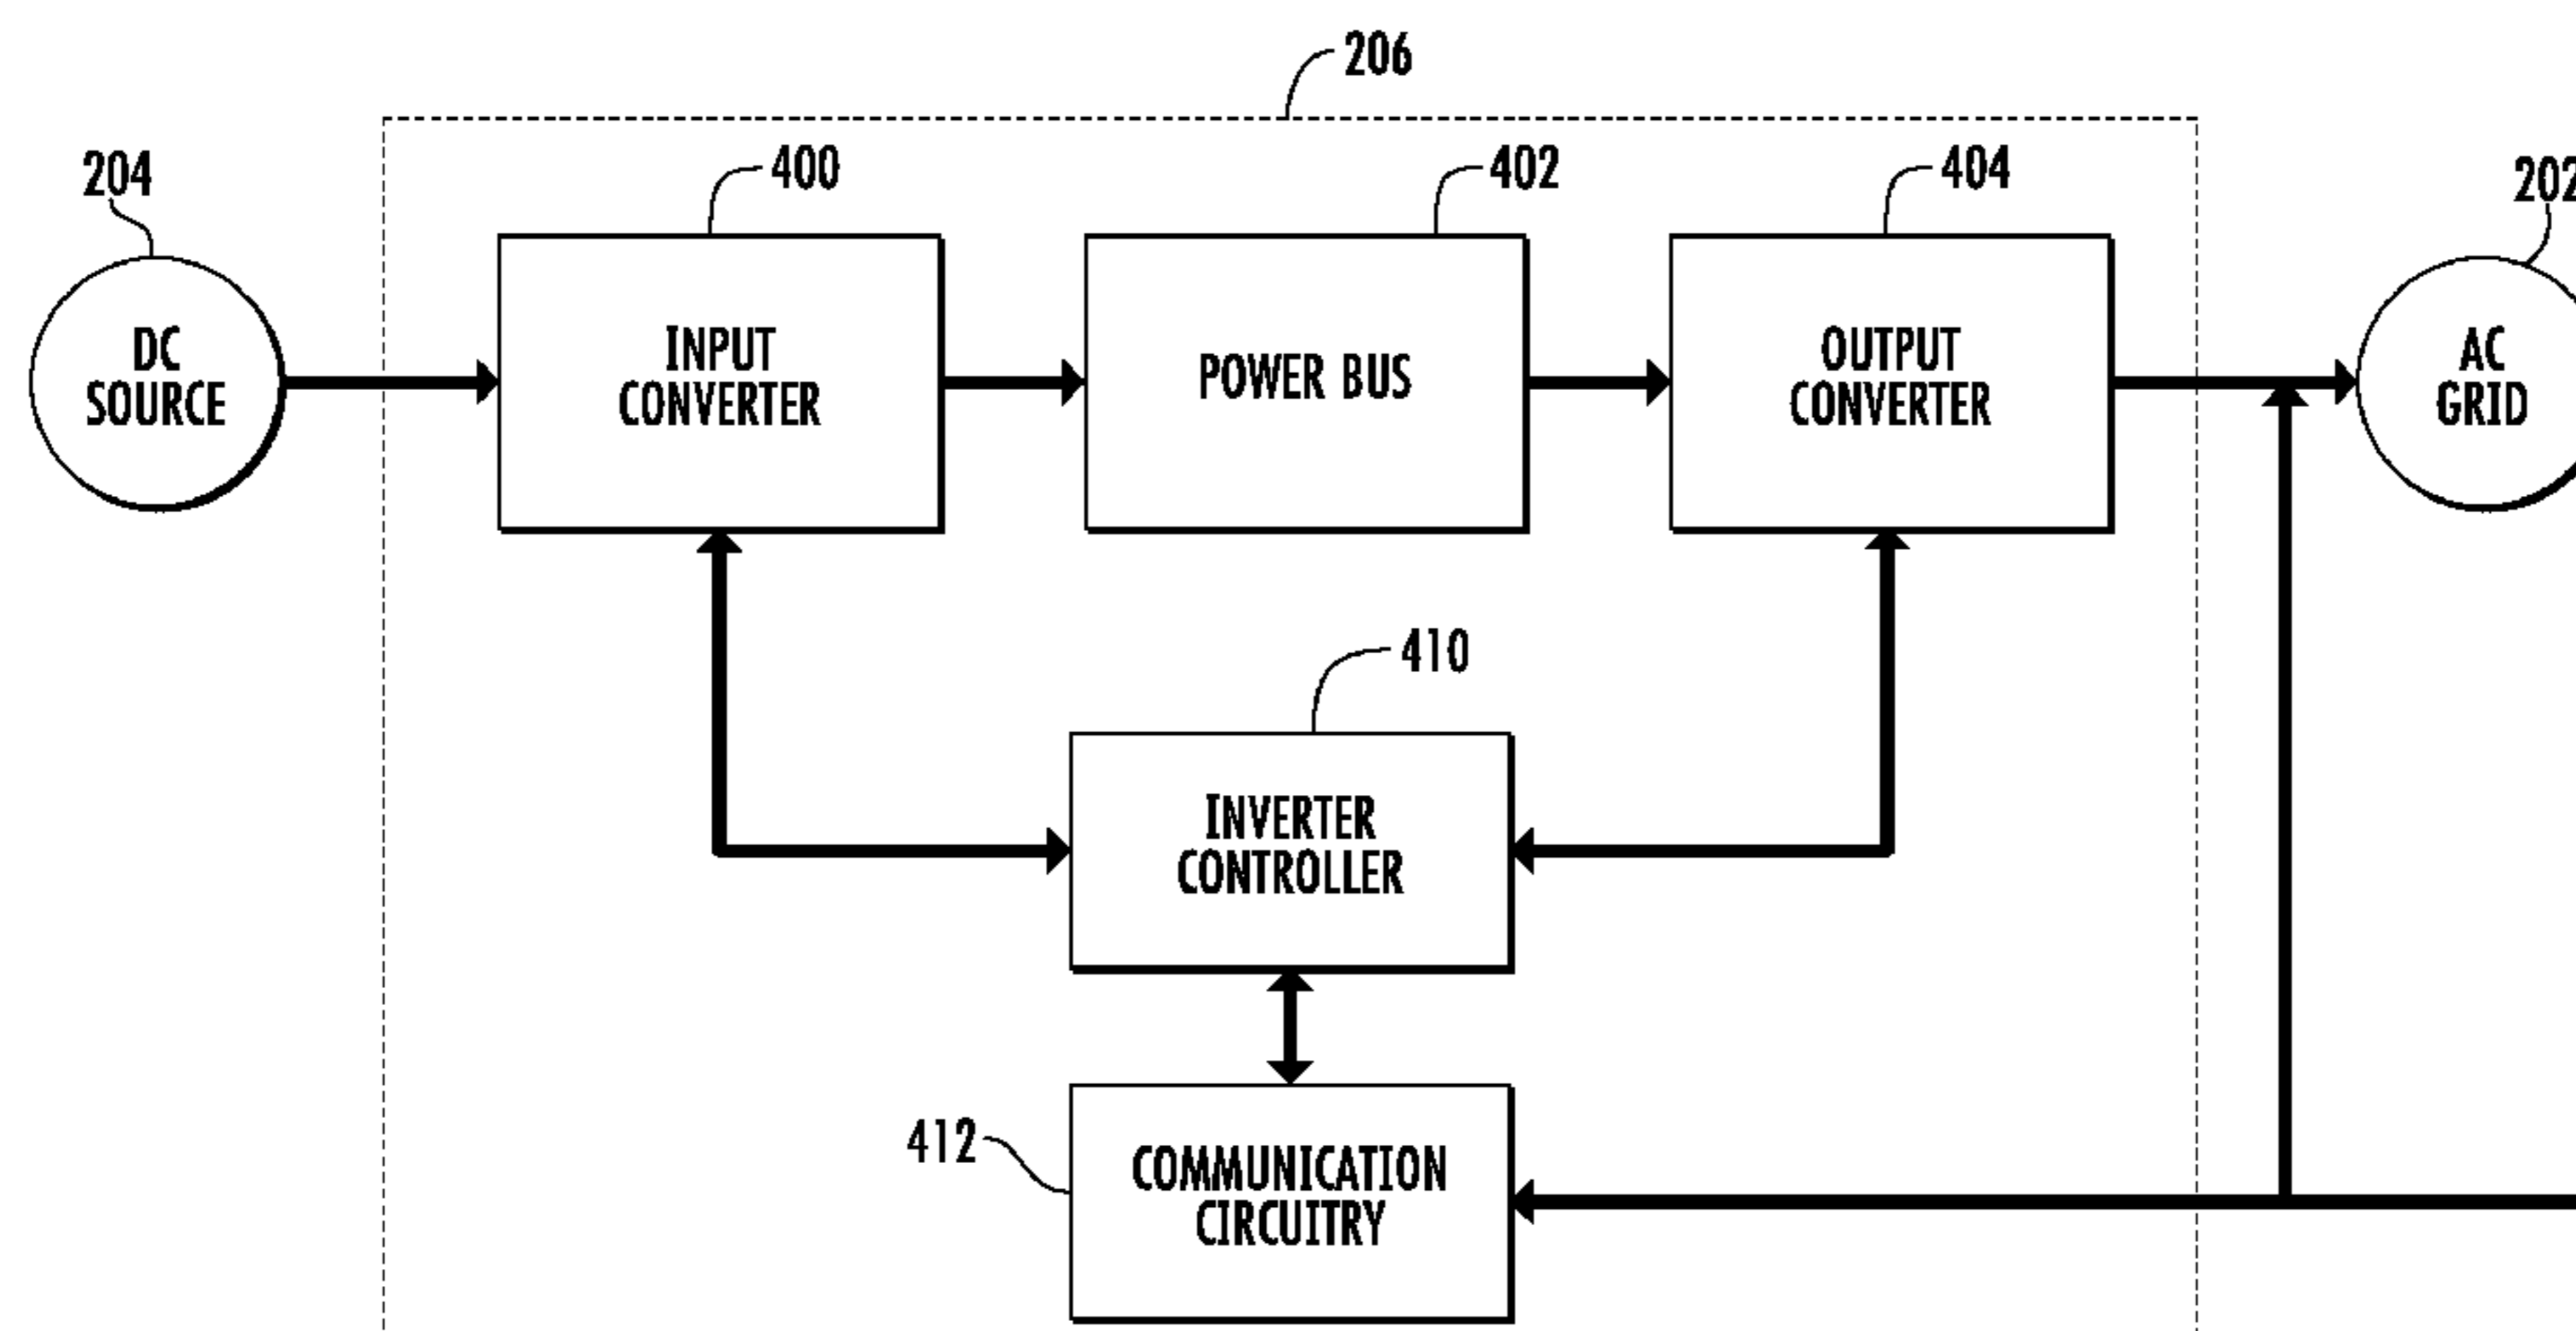 206
204
400
402
404
202
DC
SOURCE
INPUT
CONVERTER
POWER BUS
OUTPUT
CONVERTER
AC
GRID
410
INVERTER
CONTROLLER
412
COMMUNICATION
CIRCUITRY